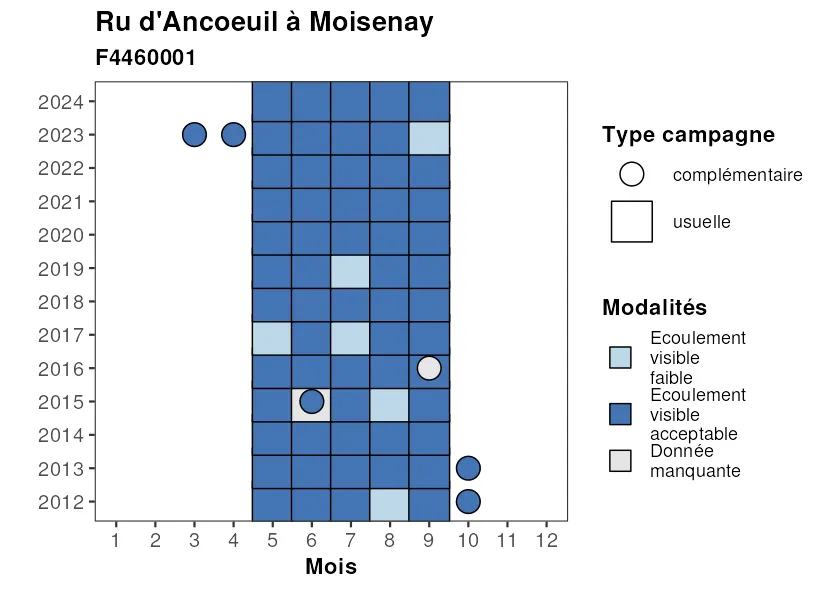 Ru d'Ancoeuil à Moisenay
F4460001
2024
2023
2022
2021
2020
2019
2018
2017
2016
2015
2014
2013
2012
1 2 3 4 5 6 7 8 9 10 11 12
Mois
Type campagne
complémentaire
usuelle
Modalités
Ecoulement
visible
faible
Ecoulement
visible
acceptable
Donnée
manquante